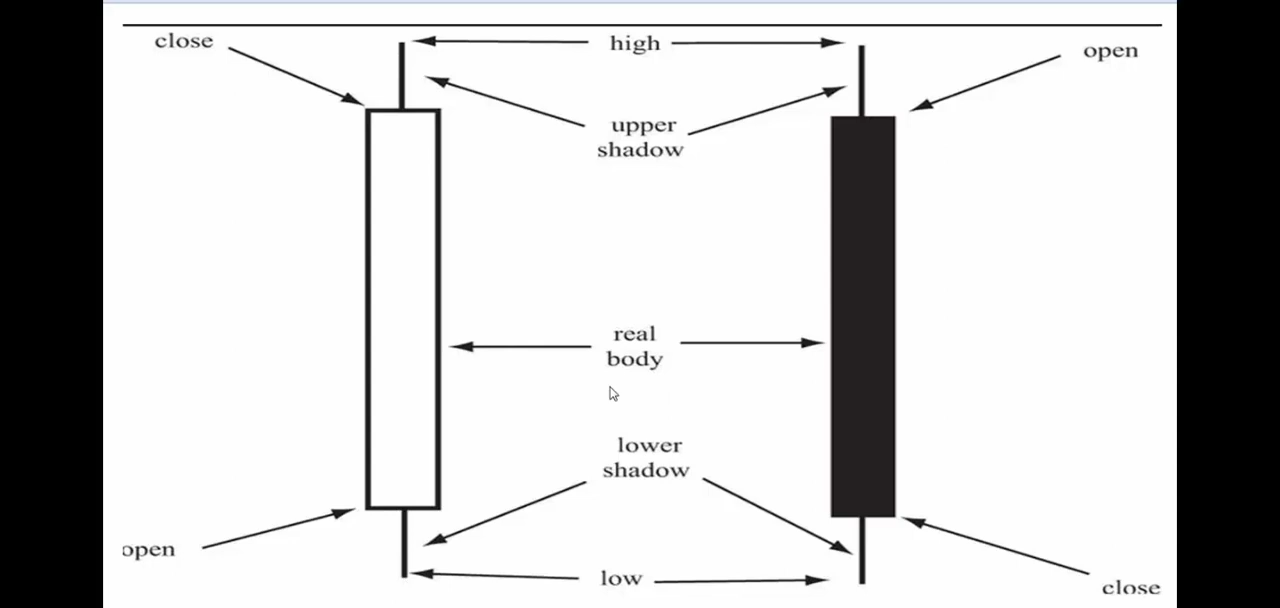 close
high
open
upper
shadow
real
body
lower
shadow
open
low
close